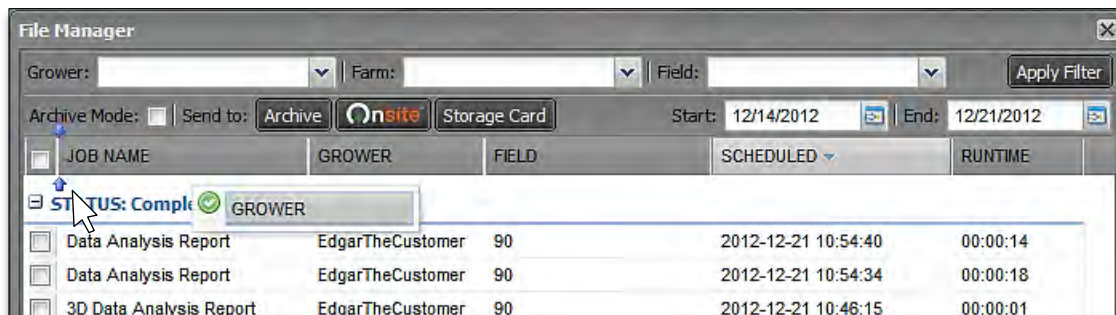 File Manager
Grower: Farm: Field: Apply Filter
Archive Mode: Send to: Archive Onsite Storage Card Start: 12/14/2012 End: 12/21/2012
JOB NAME GROWER FIELD SCHEDULED RUNTIME
STATUS: Comple GROWER
Data Analysis Report EdgarTheCustomer 90 2012-12-21 10:54:40 00:00:14
Data Analysis Report EdgarTheCustomer 90 2012-12-21 10:54:34 00:00:18
3D Data Analysis Report EdgarTheCustomer 90 2012-12-21 10:46:15 00:00:01